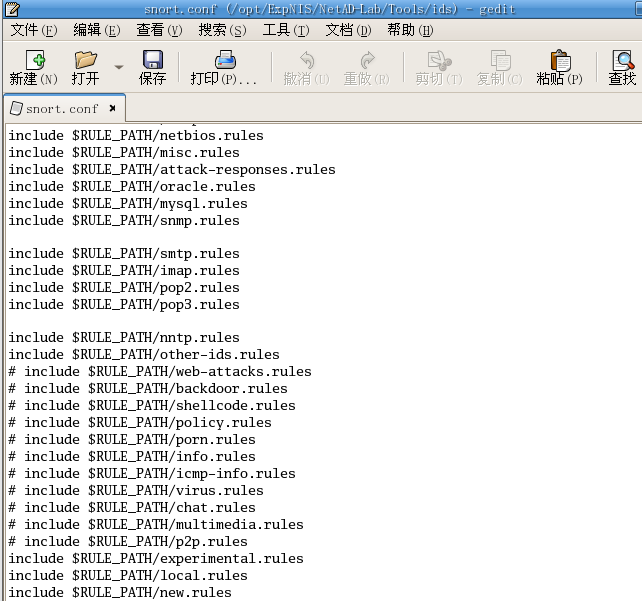 snort.conf (/opt/ExpNIS/NetAD-Lab/Tools/ids) - gedit
文件(F) 编辑(E) 查看(V) 搜索(S) 工具(T) 文档(D) 帮助(H)
新建(N) 打开 保存 打印(P)... 撤消(U) 重做(R) 剪切(T) 复制(C) 粘贴(P) 查找
snort.conf
include $RULE_PATH/netbios.rules
include $RULE_PATH/misc.rules
include $RULE_PATH/attack-responses.rules
include $RULE_PATH/oracle.rules
include $RULE_PATH/mysql.rules
include $RULE_PATH/snmp.rules
include $RULE_PATH/smtp.rules
include $RULE_PATH/imap.rules
include $RULE_PATH/pop2.rules
include $RULE_PATH/pop3.rules
include $RULE_PATH/nntp.rules
include $RULE_PATH/other-ids.rules
# include $RULE_PATH/web-attacks.rules
# include $RULE_PATH/backdoor.rules
# include $RULE_PATH/shellcode.rules
# include $RULE_PATH/policy.rules
# include $RULE_PATH/porn.rules
# include $RULE_PATH/info.rules
# include $RULE_PATH/icmp-info.rules
# include $RULE_PATH/virus.rules
# include $RULE_PATH/chat.rules
# include $RULE_PATH/multimedia.rules
# include $RULE_PATH/p2p.rules
include $RULE_PATH/experimental.rules
include $RULE_PATH/local.rules
include $RULE_PATH/new.rules